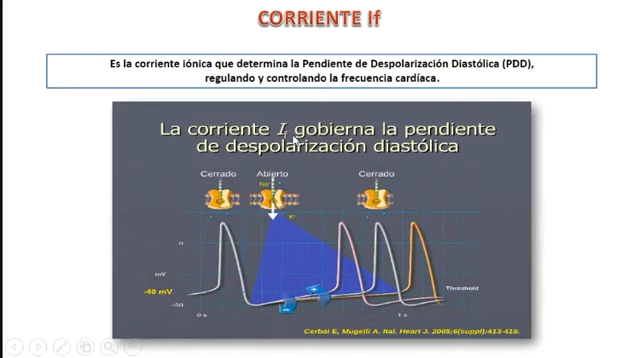 CORRIENTE If
Es la corriente iónica que determina la Pendiente de Despolarización Diastólica (PDD),
regulando y controlando la frecuencia cardíaca.
La corriente If gobierna la pendiente
de despolarización diastólica
Cerrado Abierto Cerrado
Na+
K+
0
mV
-40 mV
Threshold
-60
0 s 1 s
+
−
Cerbai E, Mugelli A. Ital. Heart J. 2005;6(suppl):413-419.